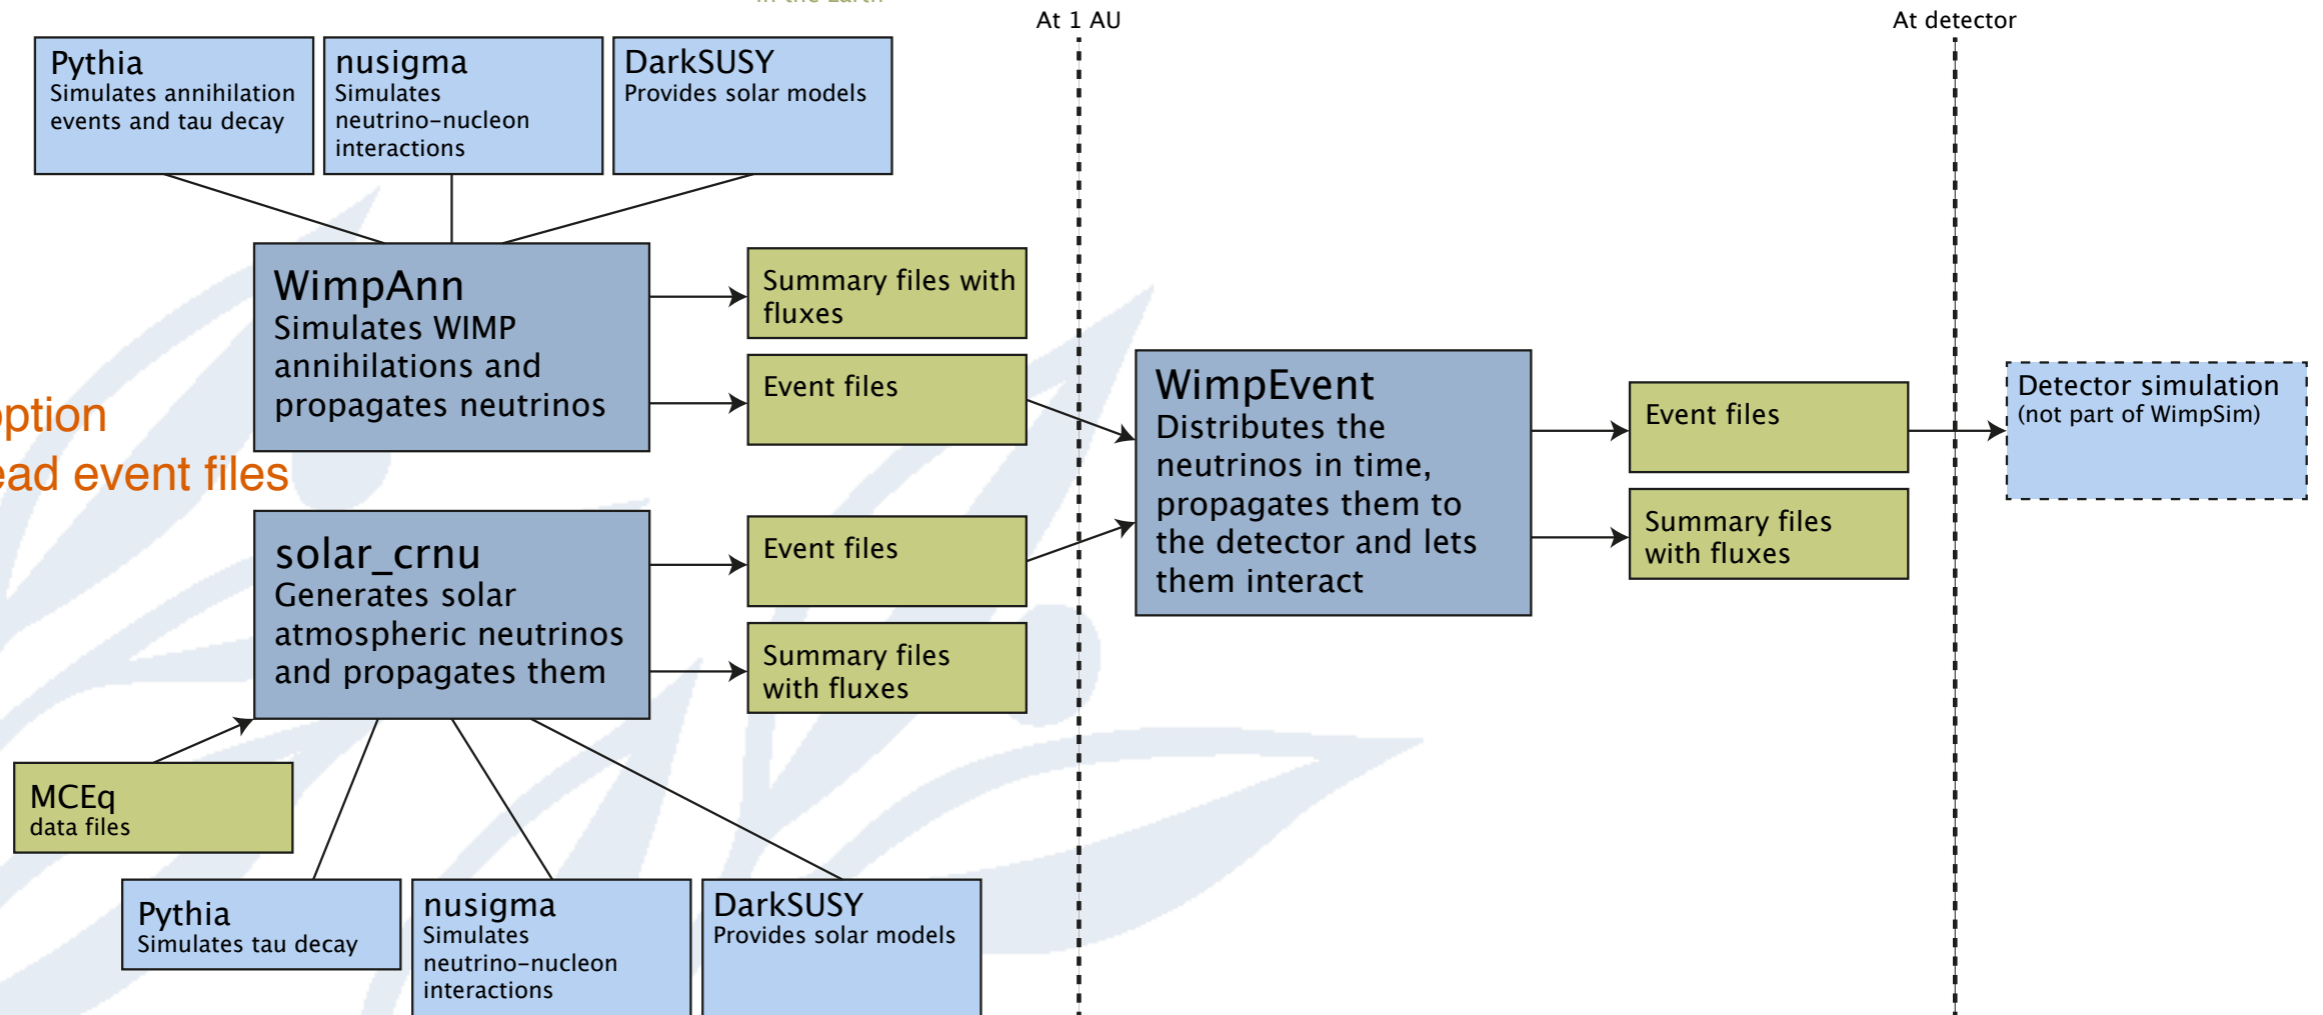 in the Earth
At 1 AU
At detector
Pythia
Simulates annihilation
events and tau decay
nusigma
Simulates
neutrino-nucleon
interactions
DarkSUSY
Provides solar models
WimpAnn
Simulates WIMP
annihilations and
propagates neutrinos
Summary files with
fluxes
Event files
WimpEvent
Distributes the
neutrinos in time,
propagates them to
the detector and lets
them interact
Event files
Summary files
with fluxes
Detector simulation
(not part of WimpSim)
event files
solar_crnu
Generates solar
atmospheric neutrinos
and propagates them
Event files
Summary files
with fluxes
MCEq
data files
Pythia
Simulates tau decay
nusigma
Simulates
neutrino-nucleon
interactions
DarkSUSY
Provides solar models